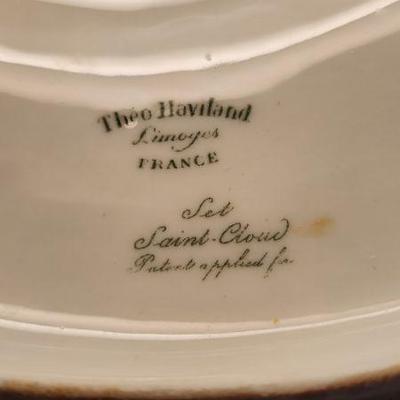 Théo Haviland
Limoges
FRANCE
Set
Saint-Cloud
Patent applied for